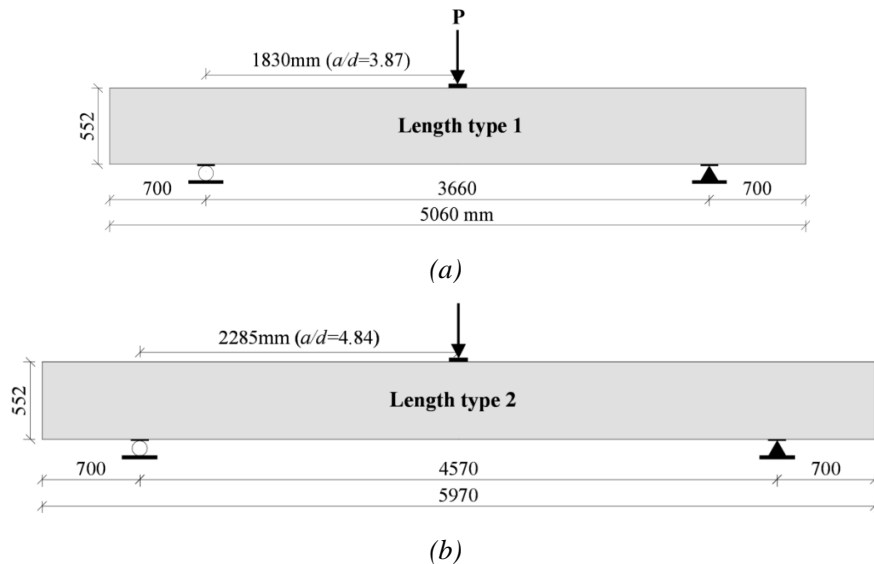 P
1830mm (a/d=3.87)
552
Length type 1
700
3660
700
5060 mm
(a)
2285mm (a/d=4.84)
552
Length type 2
700
4570
700
5970
(b)